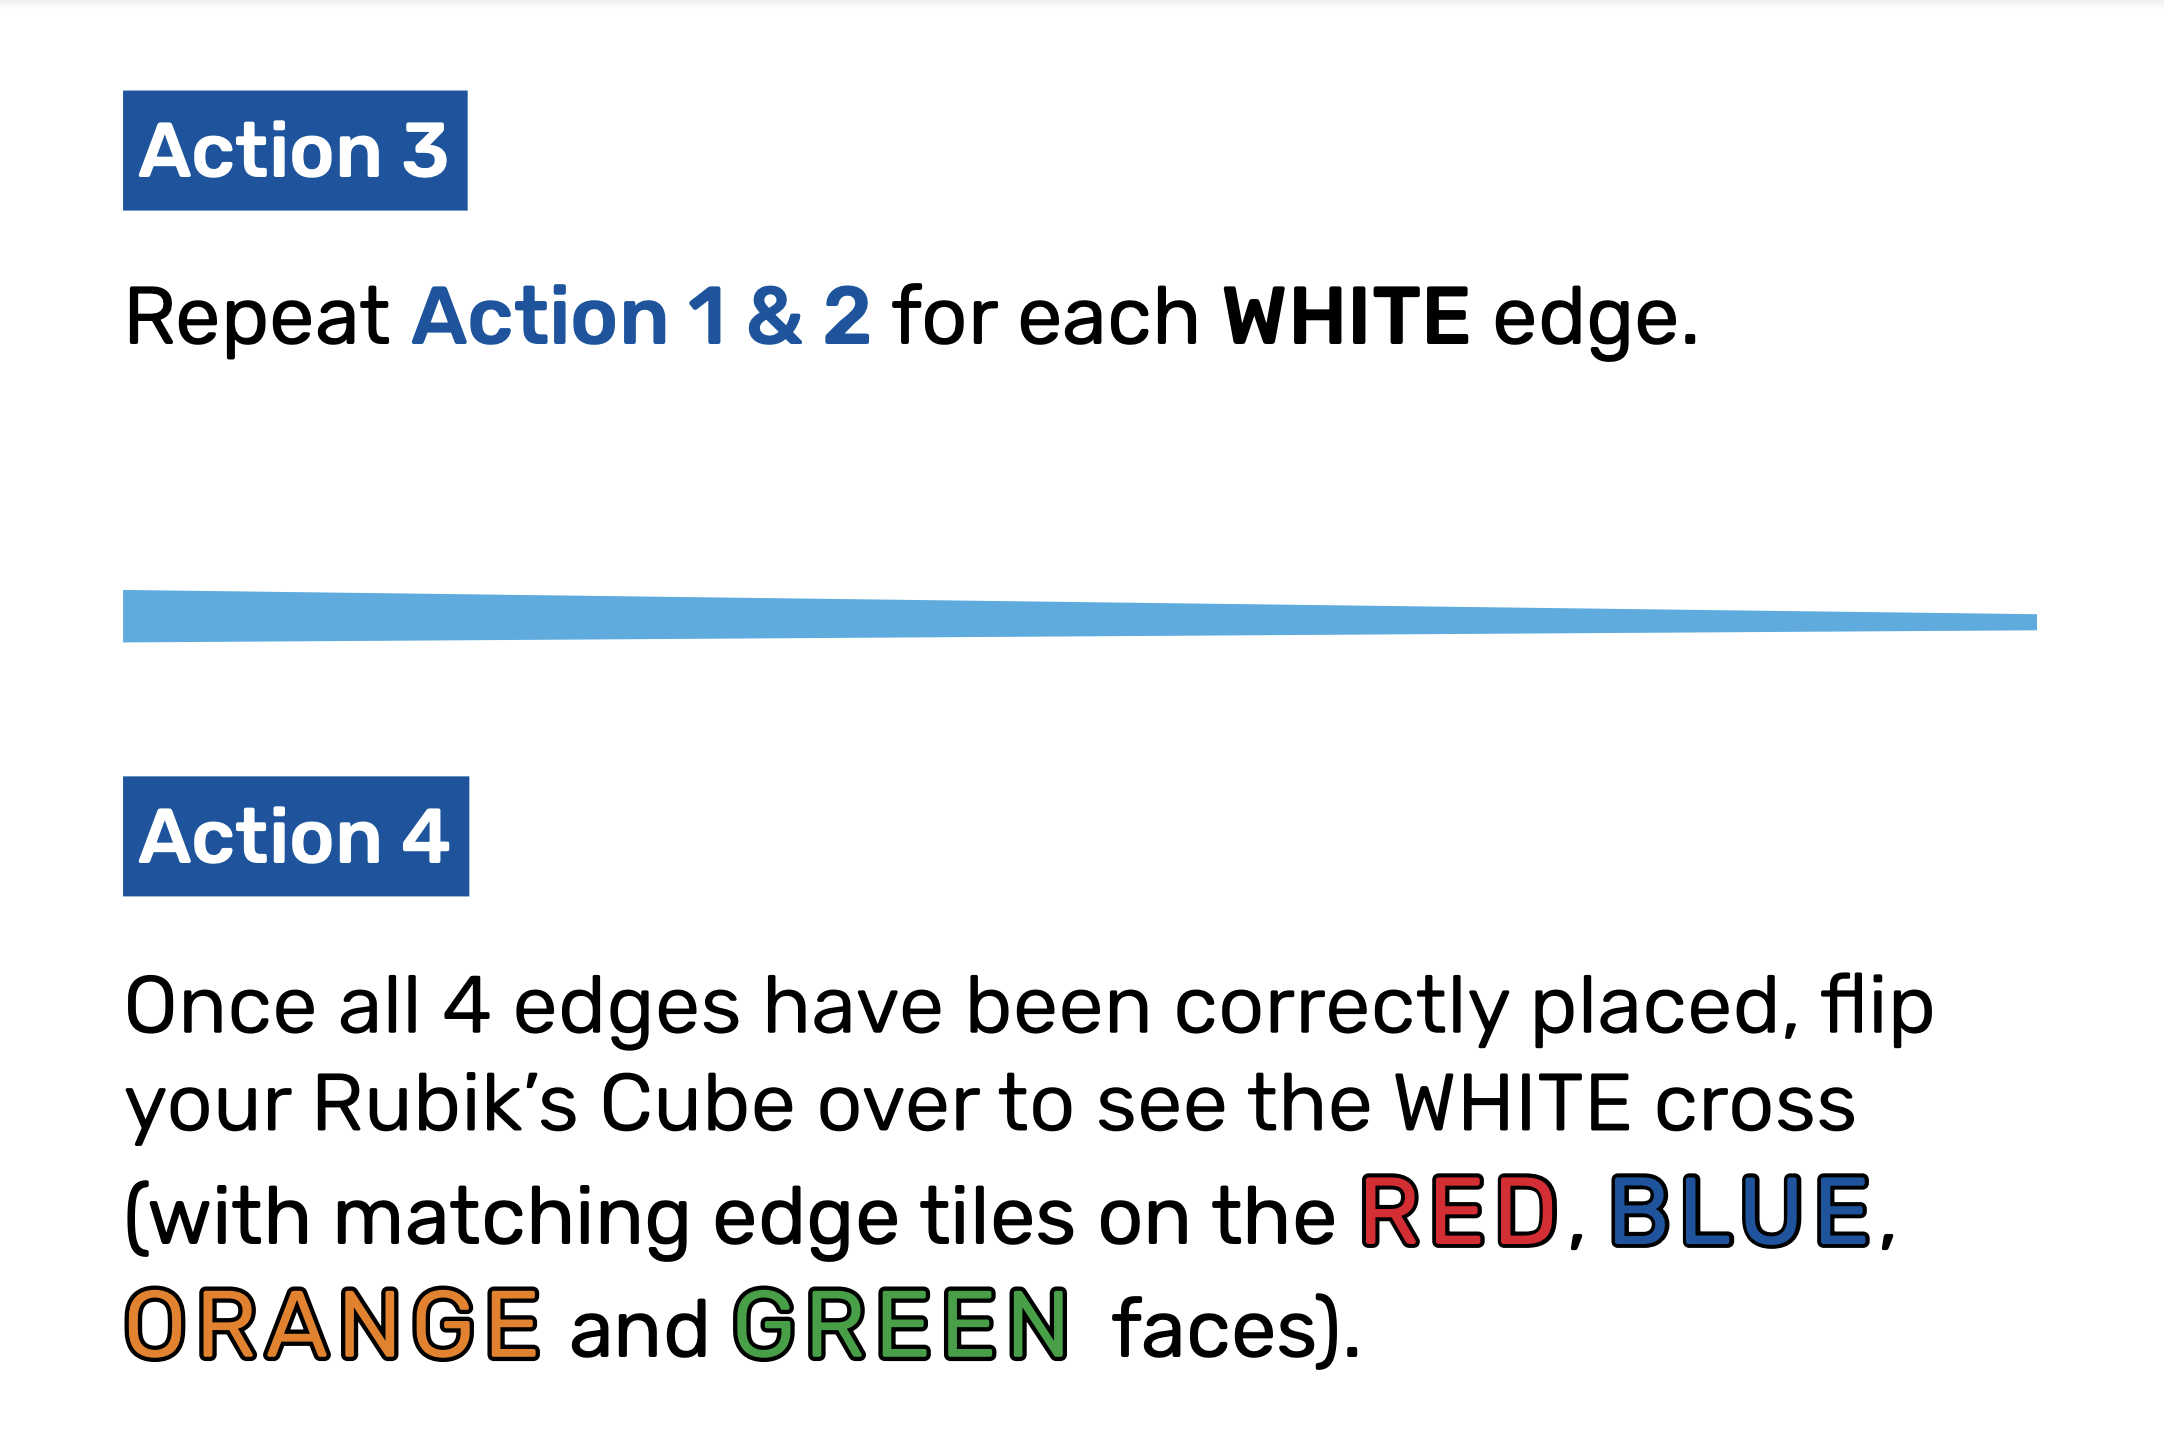 Action 3
Repeat Action 1 & 2 for each WHITE edge.
Action 4
Once all 4 edges have been correctly placed, flip
your Rubik’s Cube over to see the WHITE cross
(with matching edge tiles on the RED, BLUE,
ORANGE and GREEN faces).